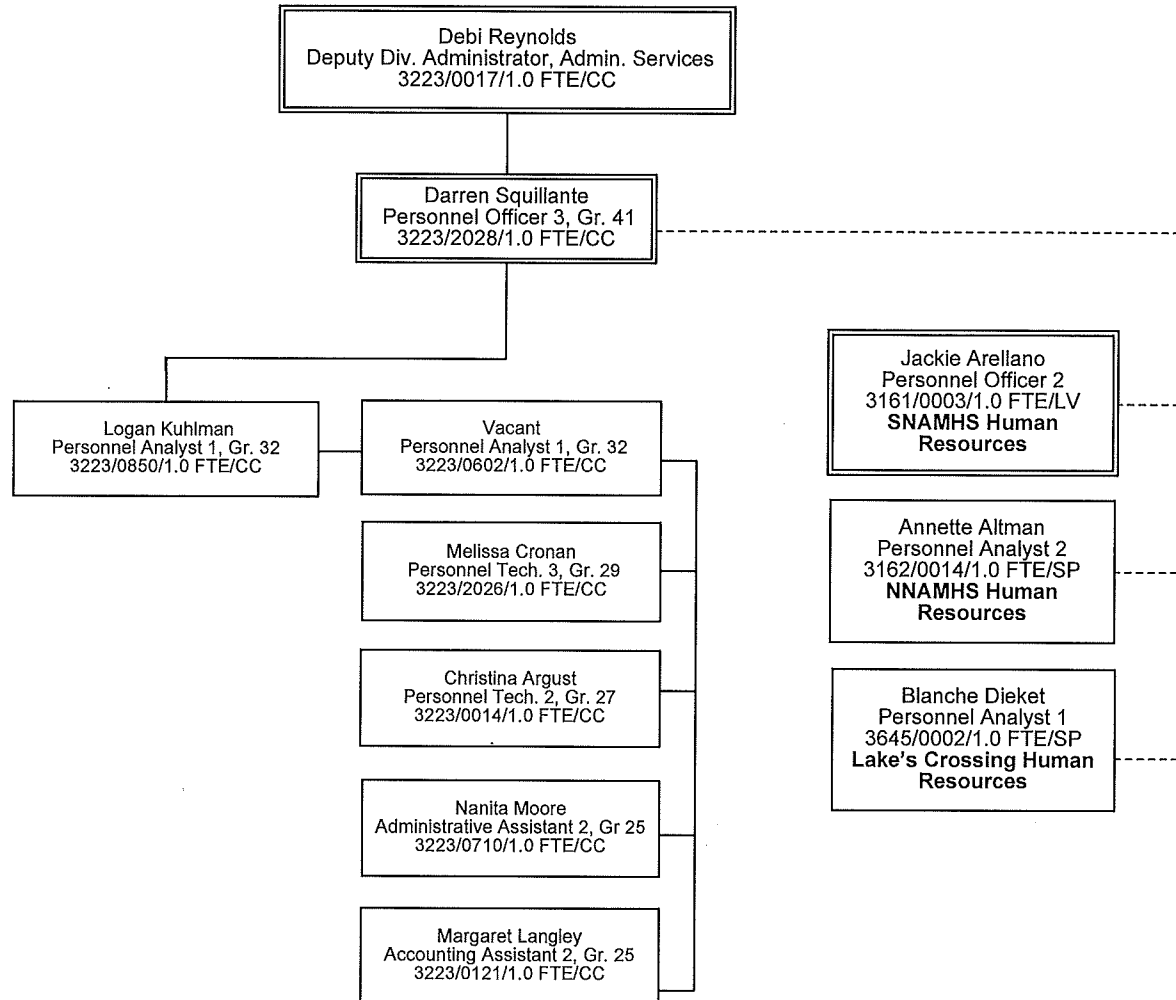 Debi Reynolds
Deputy Div. Administrator, Admin. Services
3223/0017/1.0 FTE/CC
Darren Squillante
Personnel Officer 3, Gr. 41
3223/2028/1.0 FTE/CC
Logan Kuhlman
Personnel Analyst 1, Gr. 32
3223/0850/1.0 FTE/CC
Vacant
Personnel Analyst 1, Gr. 32
3223/0602/1.0 FTE/CC
Melissa Cronan
Personnel Tech. 3, Gr. 29
3223/2026/1.0 FTE/CC
Christina Argust
Personnel Tech. 2, Gr. 27
3223/0014/1.0 FTE/CC
Nanita Moore
Administrative Assistant 2, Gr 25
3223/0710/1.0 FTE/CC
Margaret Langley
Accounting Assistant 2, Gr. 25
3223/0121/1.0 FTE/CC
Jackie Arellano
Personnel Officer 2
3161/0003/1.0 FTE/LV
SNAMHS Human
Resources
Annette Altman
Personnel Analyst 2
3162/0014/1.0 FTE/SP
NNAMHS Human
Resources
Blanche Dieket
Personnel Analyst 1
3645/0002/1.0 FTE/SP
Lake's Crossing Human
Resources